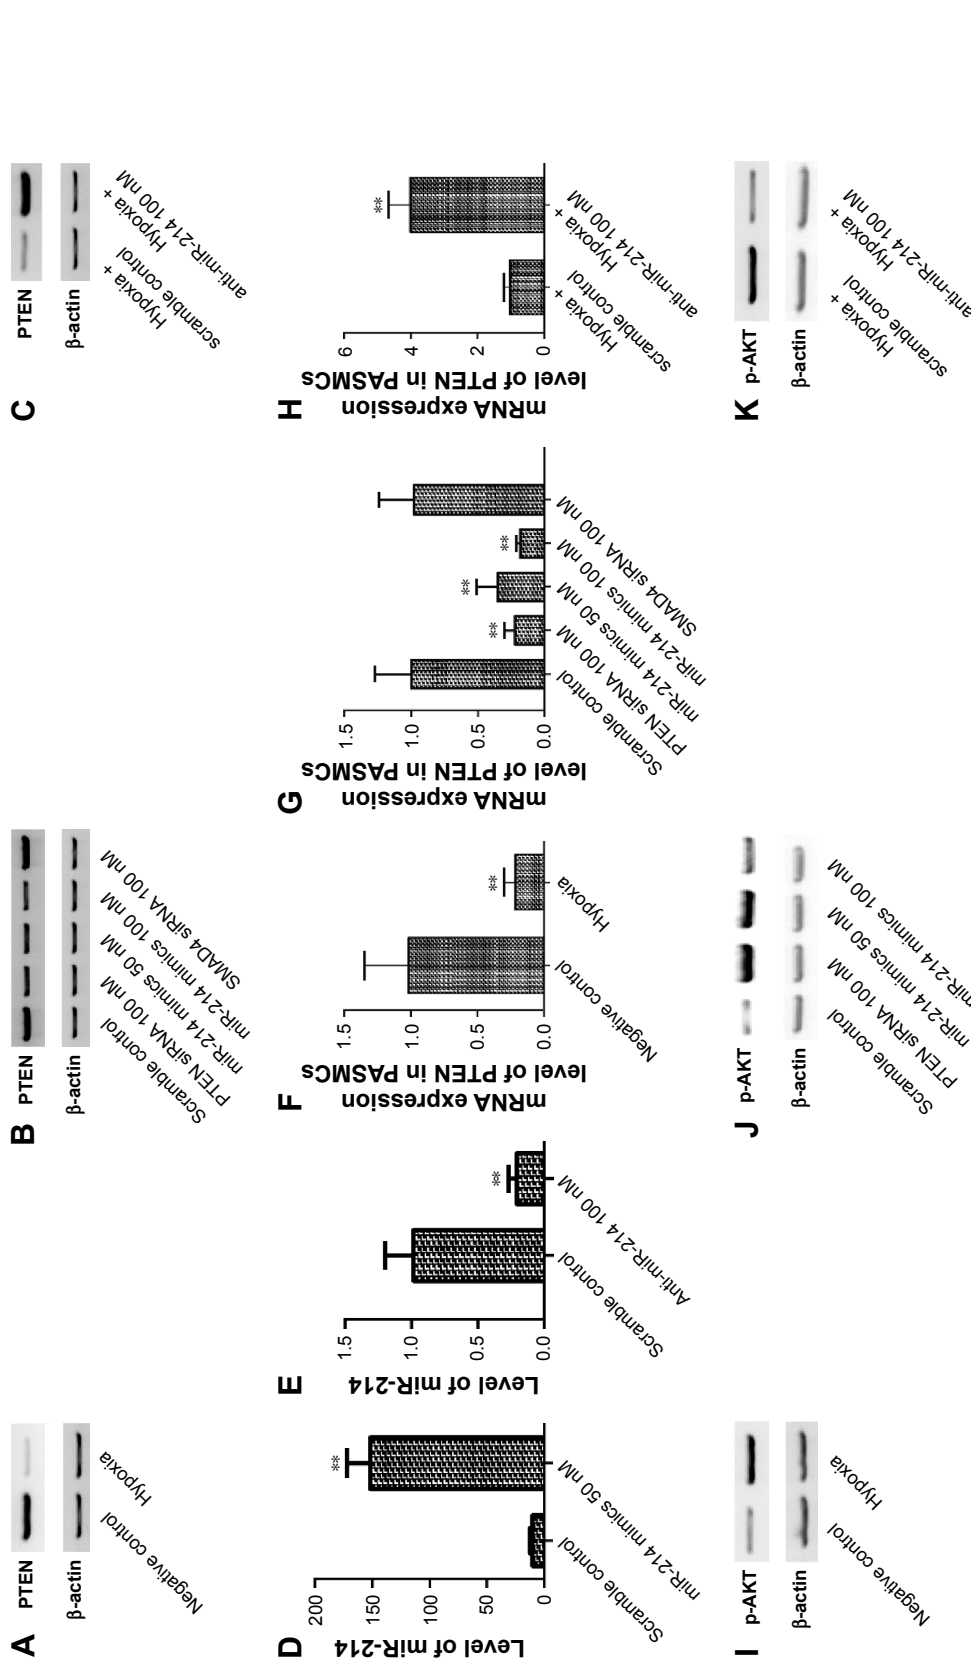 A
PTEN
β-actin
Negative control
Hypoxia
B
PTEN
β-actin
Scramble control
PTEN siRNA 100 nM
miR-214 mimics 50 nM
miR-214 mimics 100 nM
SMAD4 siRNA 100 nM
C
PTEN
β-actin
Hypoxia +
scramble control
Hypoxia +
anti-miR-214 100 nM
D
Level of miR-214
200
150
100
50
0
**
Scramble control
miR-214 mimics 50 nM
E
Level of miR-214
1.5
1.0
0.5
0.0
**
Scramble control
Anti-miR-214 100 nM
F
mRNA expression
level of PTEN in PASMCs
1.5
1.0
0.5
0.0
**
Negative control
Hypoxia
G
mRNA expression
level of PTEN in PASMCs
1.5
1.0
0.5
0.0
**
**
**
Scramble control
PTEN siRNA 100 nM
miR-214 mimics 50 nM
miR-214 mimics 100 nM
SMAD4 siRNA 100 nM
H
mRNA expression
level of PTEN in PASMCs
6
4
2
0
**
Hypoxia +
scramble control
Hypoxia +
anti-miR-214 100 nM
I
p-AKT
β-actin
Negative control
Hypoxia
J
p-AKT
β-actin
Scramble control
PTEN siRNA 100 nM
miR-214 mimics 50 nM
miR-214 mimics 100 nM
K
p-AKT
β-actin
Hypoxia +
scramble control
Hypoxia +
anti-miR-214 100 nM